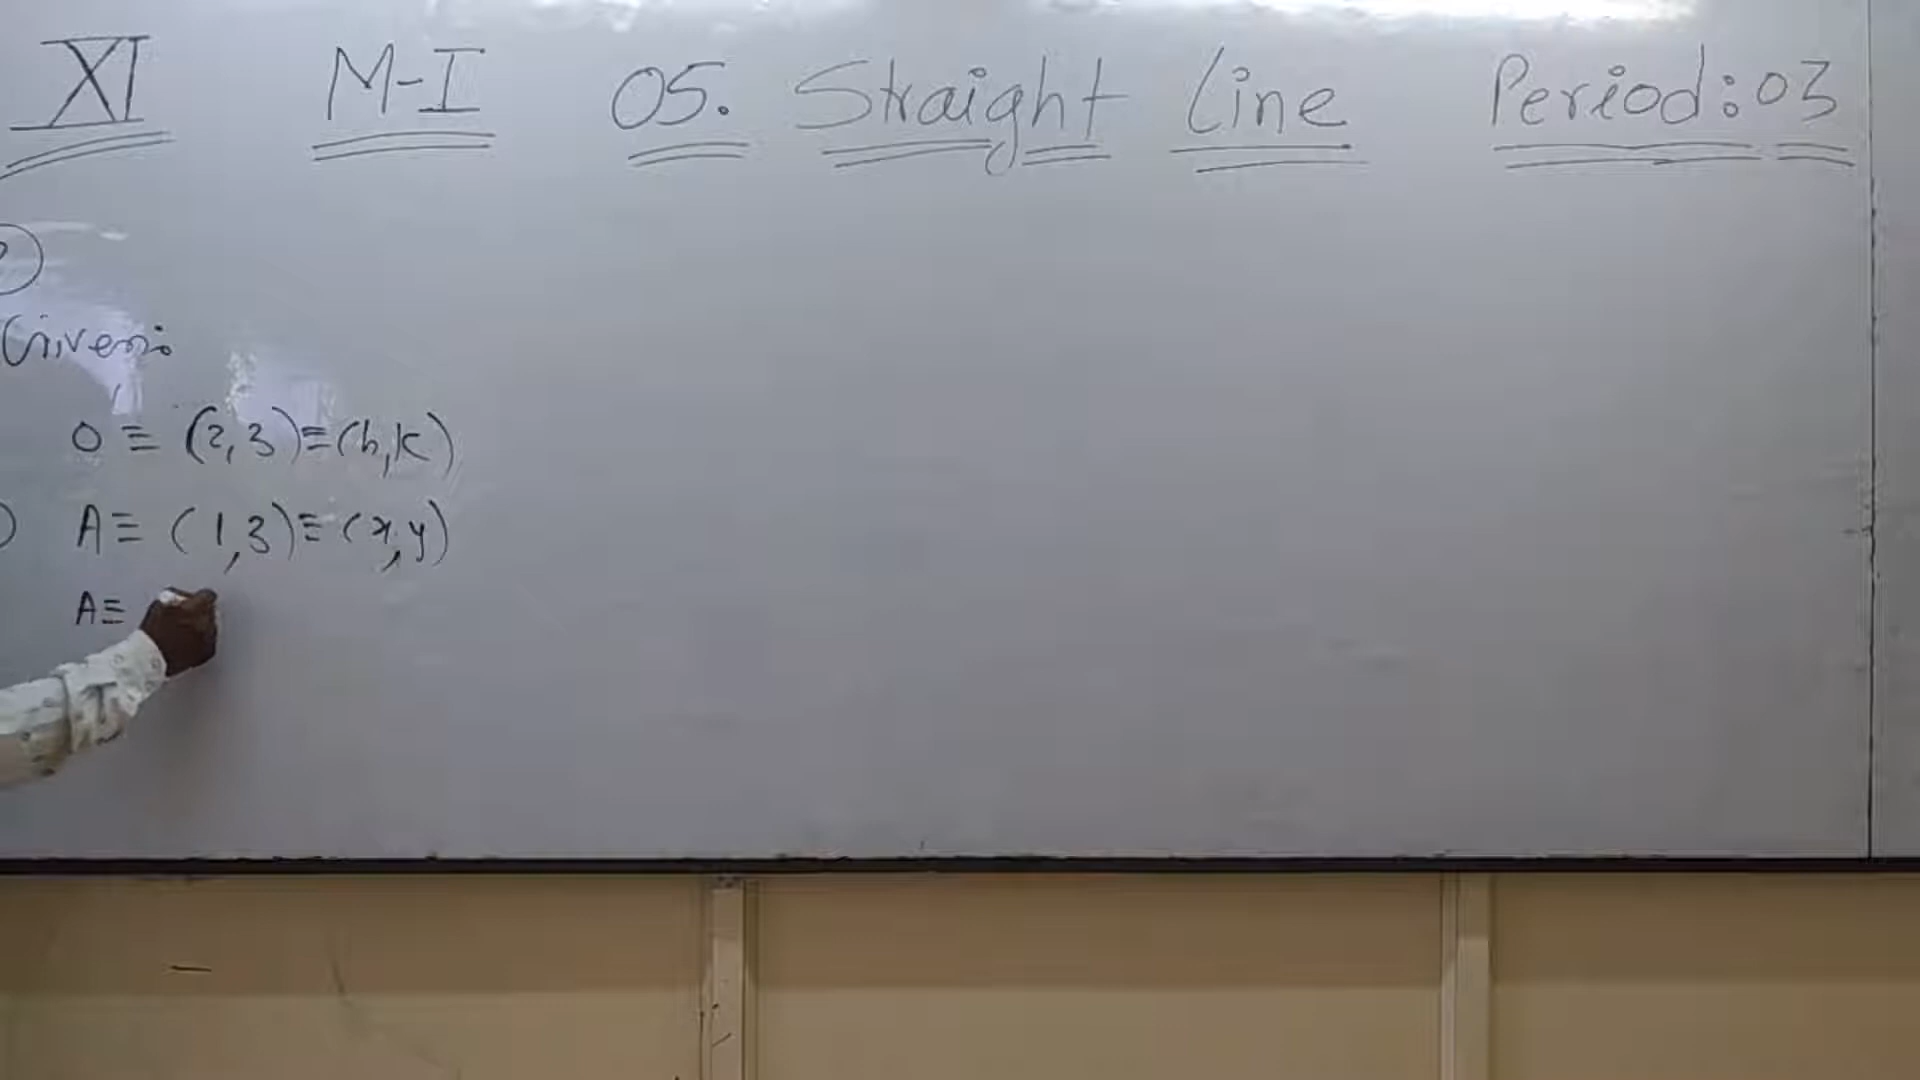 XI M-I 05. Straight Line Period:03
Given:
O ≡ (2,3) ≡ (h,k)
A ≡ (1,3) ≡ (x,y)
A ≡